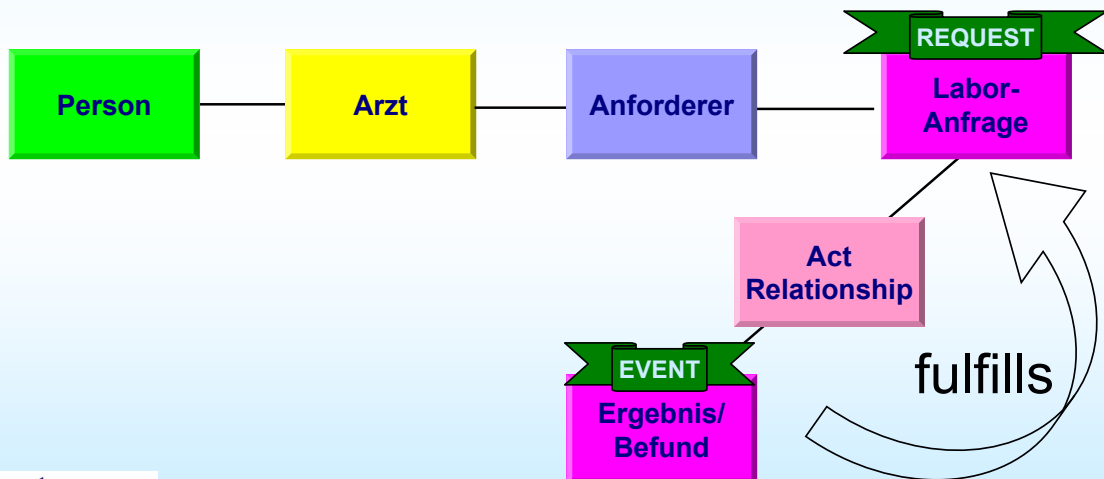 REQUEST
Person
Arzt
Anforderer
Labor-
Anfrage
Act
Relationship
EVENT
fulfills
Ergebnis/
Befund